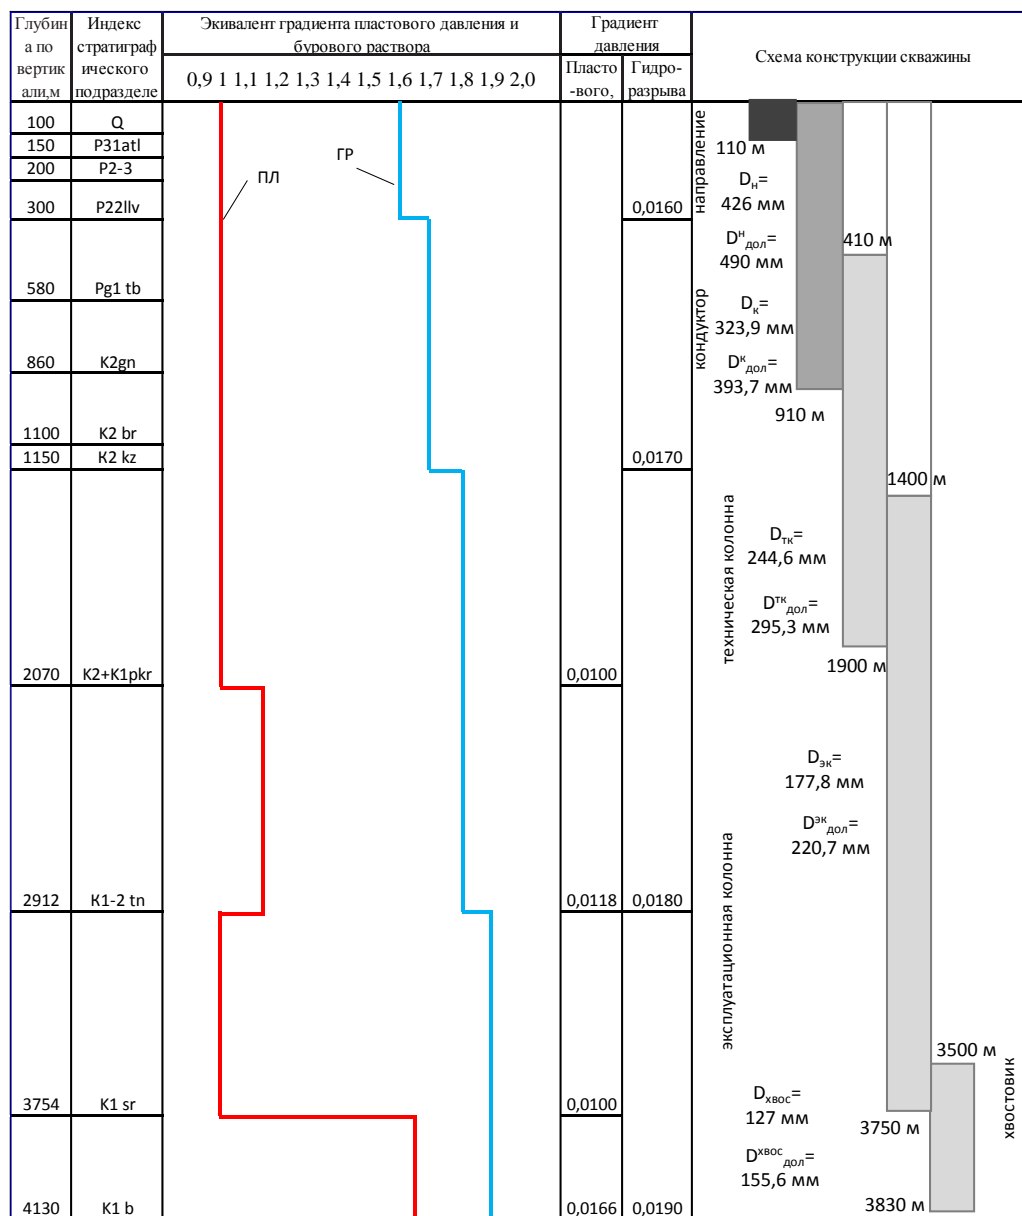 Глубин
а по
вертик
али,м
Индекс
стратиграф
ического
подразделе
Экивалент градиента пластового давления и
бурового раствора
0,9 1 1,1 1,2 1,3 1,4 1,5 1,6 1,7 1,8 1,9 2,0
Градиент
давления
Пласто
-вого,
Гидро-
разрыва
Схема конструкции скважины
100 Q
150 P31atl
200 P2-3
300 P22llv 0,0160
580 Pg1 tb
860 K2gn
1100 K2 br
1150 K2 kz 0,0170
2070 K2+K1pkr 0,0100
2912 K1-2 tn 0,0118 0,0180
3754 K1 sr 0,0100
4130 K1 b 0,0166 0,0190
ПЛ
ГР
направление
110 м
Dн=
426 мм
Dндол=
490 мм
410 м
кондуктор
Dк=
323,9 мм
Dкдол=
393,7 мм
910 м
1400 м
техническая колонна
Dтк=
244,6 мм
Dткдол=
295,3 мм
1900 м
эксплуатационная колонна
Dэк=
177,8 мм
Dэкдол=
220,7 мм
3500 м
хвостовик
Dхвос=
127 мм
3750 м
Dхвосдол=
155,6 мм
3830 м